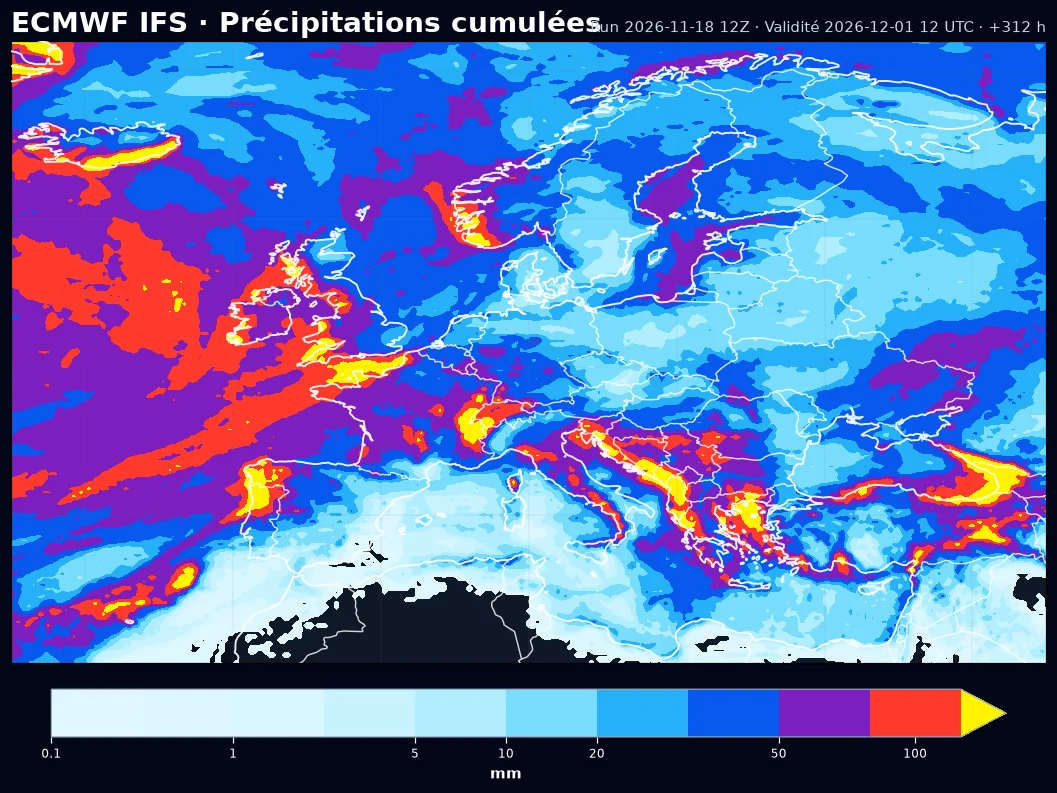 ECMWF IFS · Précipitations cumulées
Run 2026-11-18 12Z · Validité 2026-12-01 12 UTC · +312 h
0.1 1 5 10 20 50 100
mm